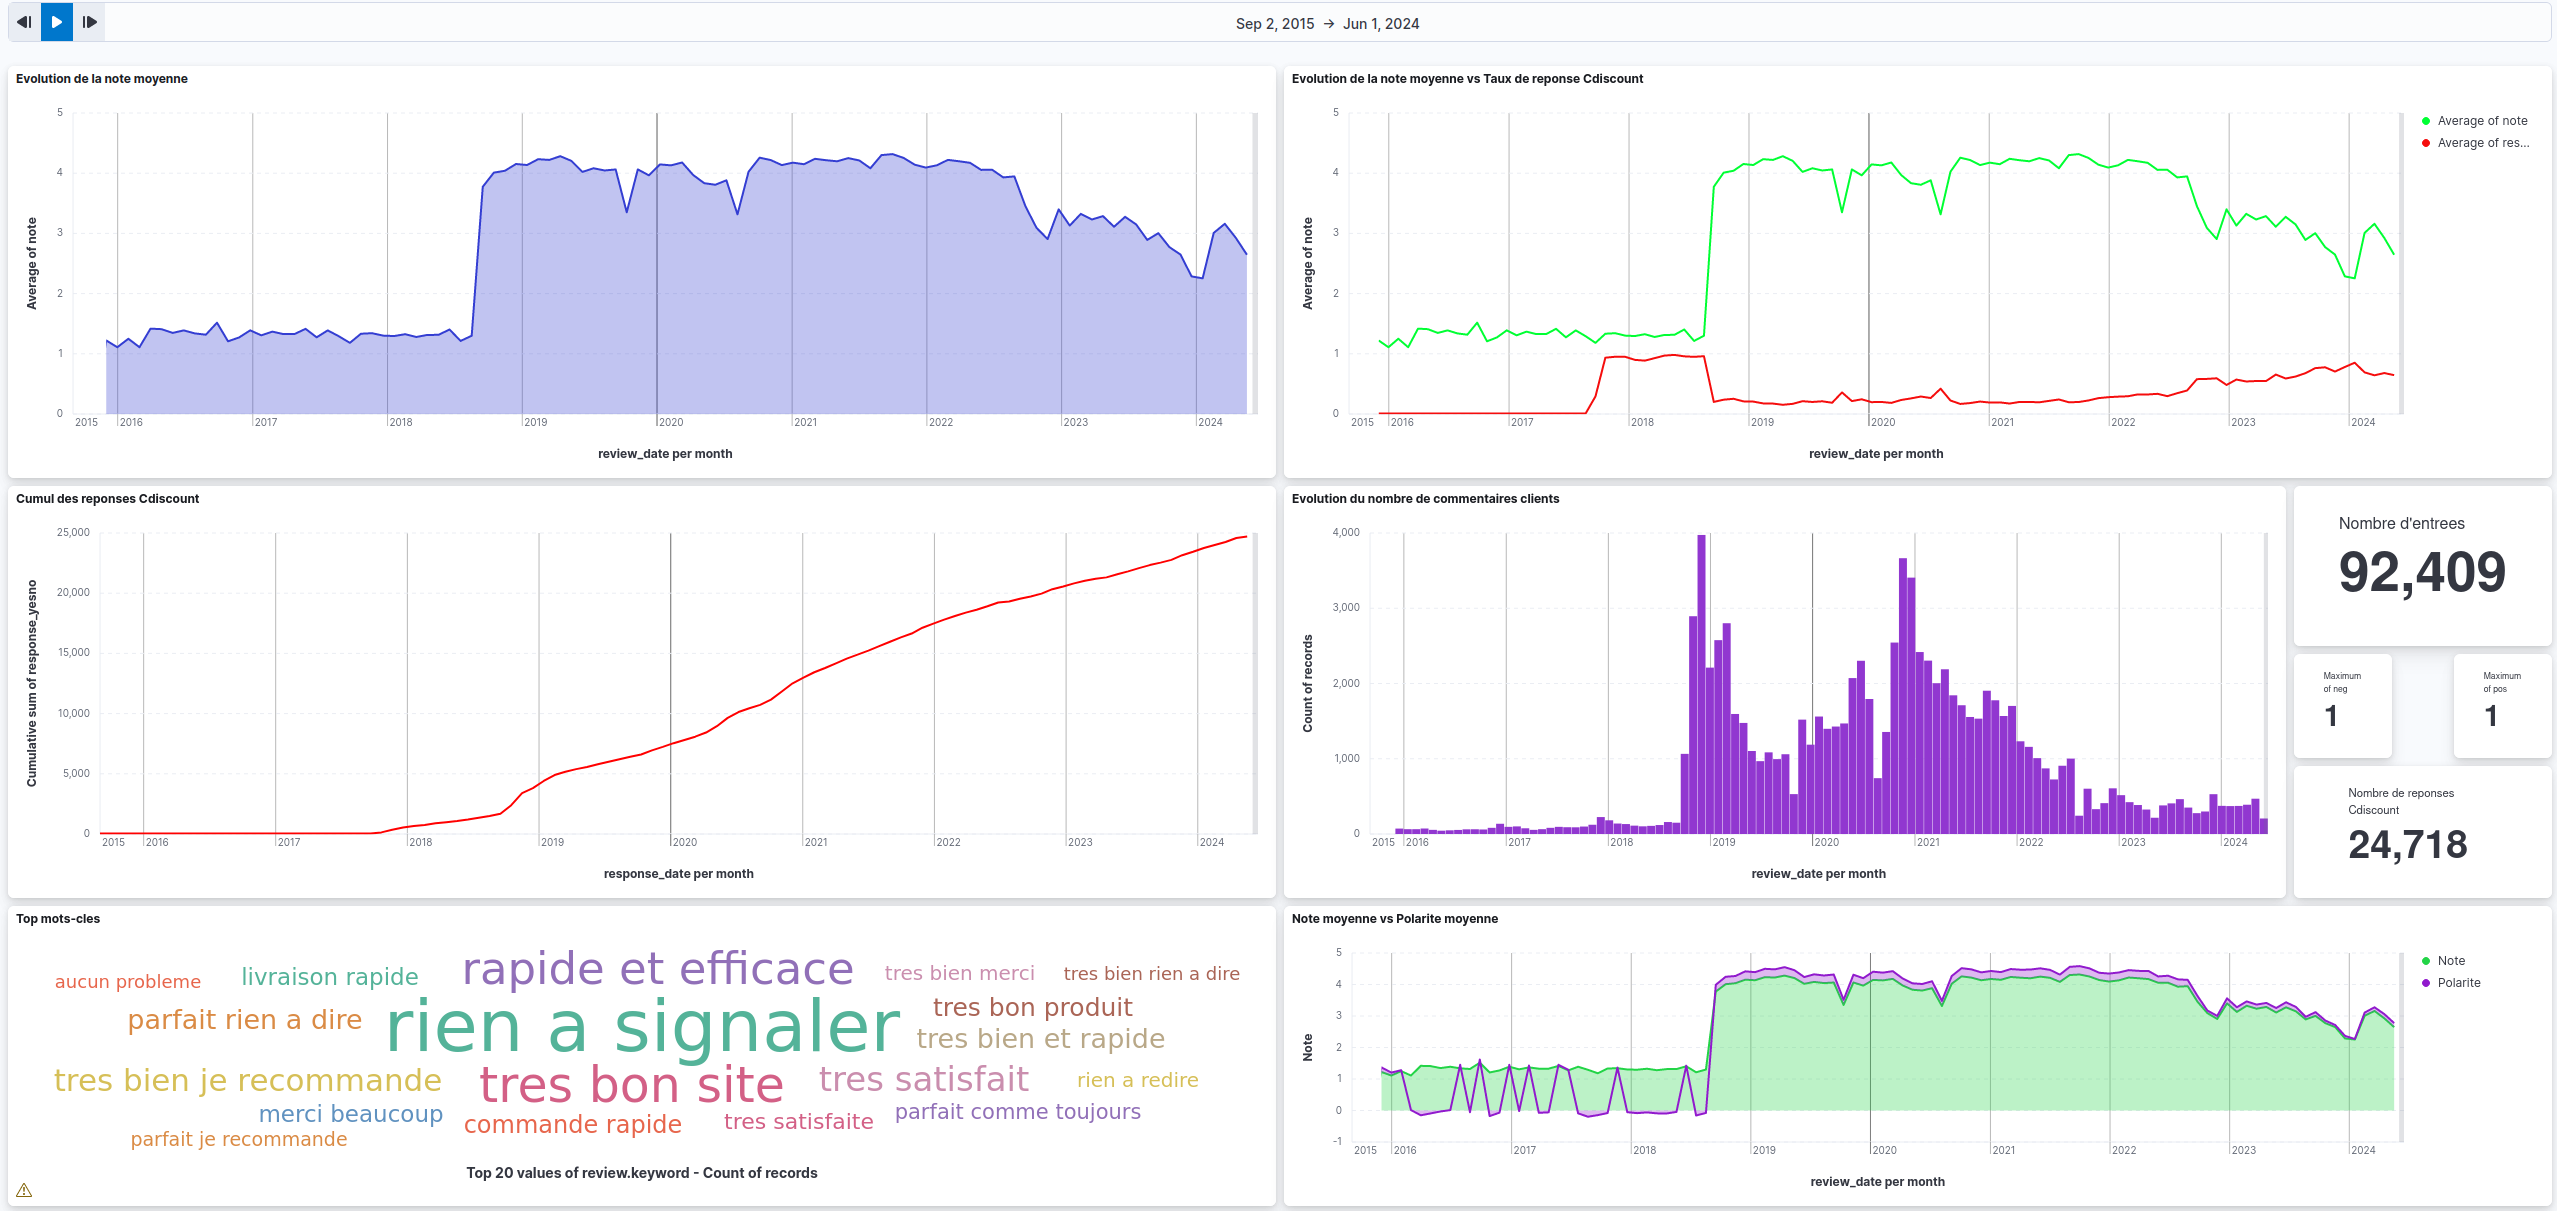 Sep 2, 2015 → Jun 1, 2024
Evolution de la note moyenne
5
4
3
2
1
0
Average of note
2015 2016 2017 2018 2019 2020 2021 2022 2023 2024
review_date per month
Evolution de la note moyenne vs Taux de reponse Cdiscount
5
4
3
2
1
0
Average of note
2015 2016 2017 2018 2019 2020 2021 2022 2023 2024
review_date per month
Average of note
Average of res...
Cumul des reponses Cdiscount
25,000
20,000
15,000
10,000
5,000
0
Cumulative sum of response_yesno
2015 2016 2017 2018 2019 2020 2021 2022 2023 2024
response_date per month
Evolution du nombre de commentaires clients
4,000
3,000
2,000
1,000
0
Count of records
2015 2016 2017 2018 2019 2020 2021 2022 2023 2024
review_date per month
Nombre d'entrees
92,409
Maximum
of neg
1
Maximum
of pos
1
Nombre de reponses
Cdiscount
24,718
Top mots-cles
aucun probleme livraison rapide rapide et efficace tres bien merci tres bien rien a dire
parfait rien a dire rien a signaler tres bon produit
tres bien et rapide
tres bien je recommande tres bon site tres satisfait rien a redire
merci beaucoup commande rapide tres satisfaite parfait comme toujours
parfait je recommande
Top 20 values of review.keyword - Count of records
Note moyenne vs Polarite moyenne
5
4
3
2
1
0
-1
Note
2015 2016 2017 2018 2019 2020 2021 2022 2023 2024
review_date per month
Note
Polarite